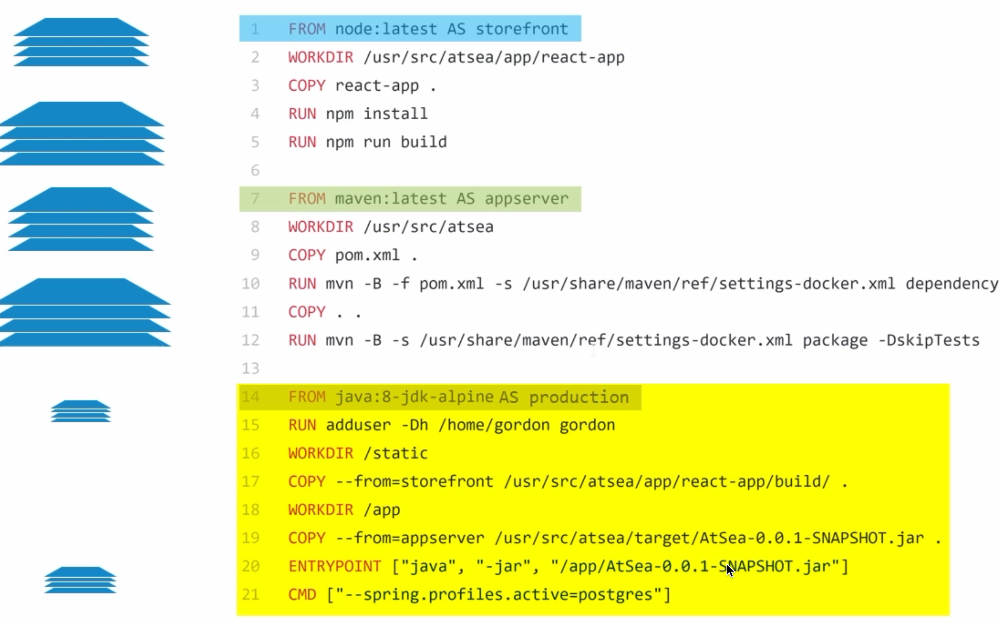 1 FROM node:latest AS storefront
2 WORKDIR /usr/src/atsea/app/react-app
3 COPY react-app .
4 RUN npm install
5 RUN npm run build
6
7 FROM maven:latest AS appserver
8 WORKDIR /usr/src/atsea
9 COPY pom.xml .
10 RUN mvn -B -f pom.xml -s /usr/share/maven/ref/settings-docker.xml dependency
11 COPY . .
12 RUN mvn -B -s /usr/share/maven/ref/settings-docker.xml package -DskipTests
13
14 FROM java:8-jdk-alpine AS production
15 RUN adduser -Dh /home/gordon gordon
16 WORKDIR /static
17 COPY --from=storefront /usr/src/atsea/app/react-app/build/ .
18 WORKDIR /app
19 COPY --from=appserver /usr/src/atsea/target/AtSea-0.0.1-SNAPSHOT.jar .
20 ENTRYPOINT ["java", "-jar", "/app/AtSea-0.0.1-SNAPSHOT.jar"]
21 CMD ["--spring.profiles.active=postgres"]